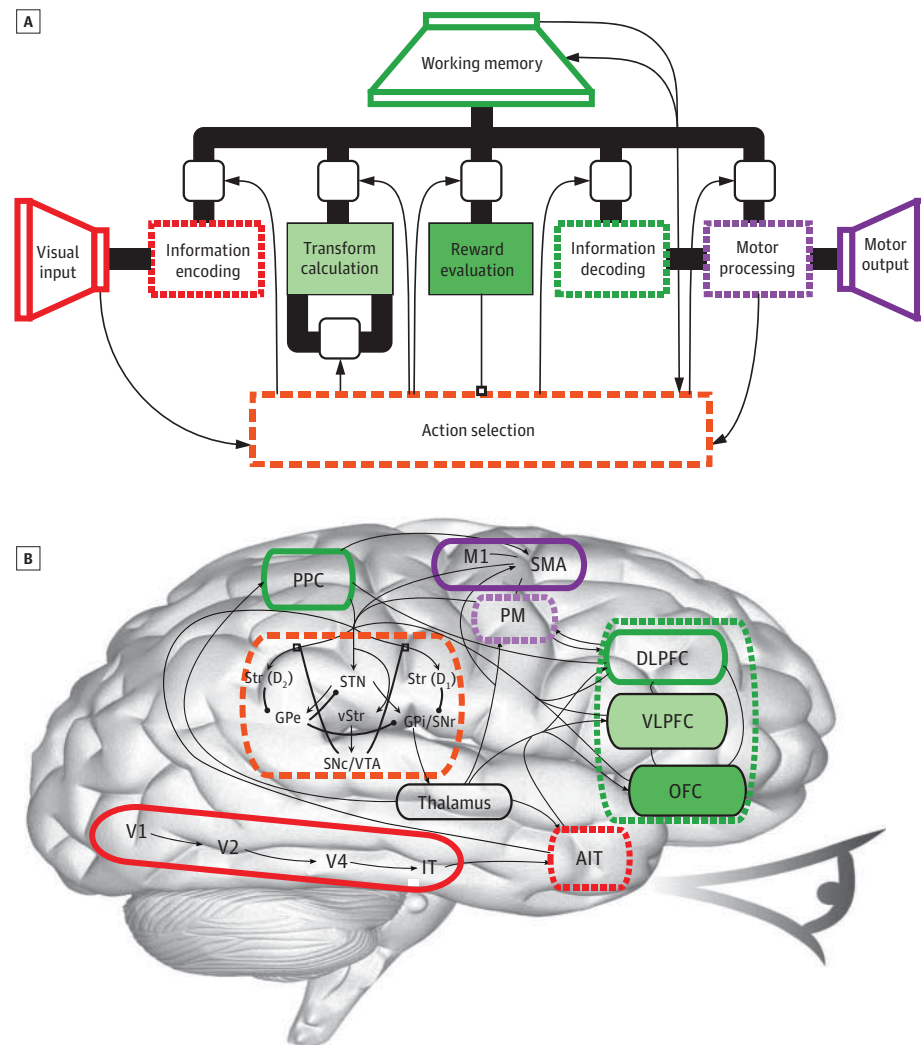 A
Working memory
Visual
input
Information
encoding
Transform
calculation
Reward
evaluation
Information
decoding
Motor
processing
Motor
output
Action selection
B
PPC
M1
SMA
PM
DLPFC
VLPFC
OFC
Str (D2)
STN
Str (D1)
GPe
vStr
GPi/SNr
SNc/VTA
Thalamus
V1
V2
V4
IT
AIT